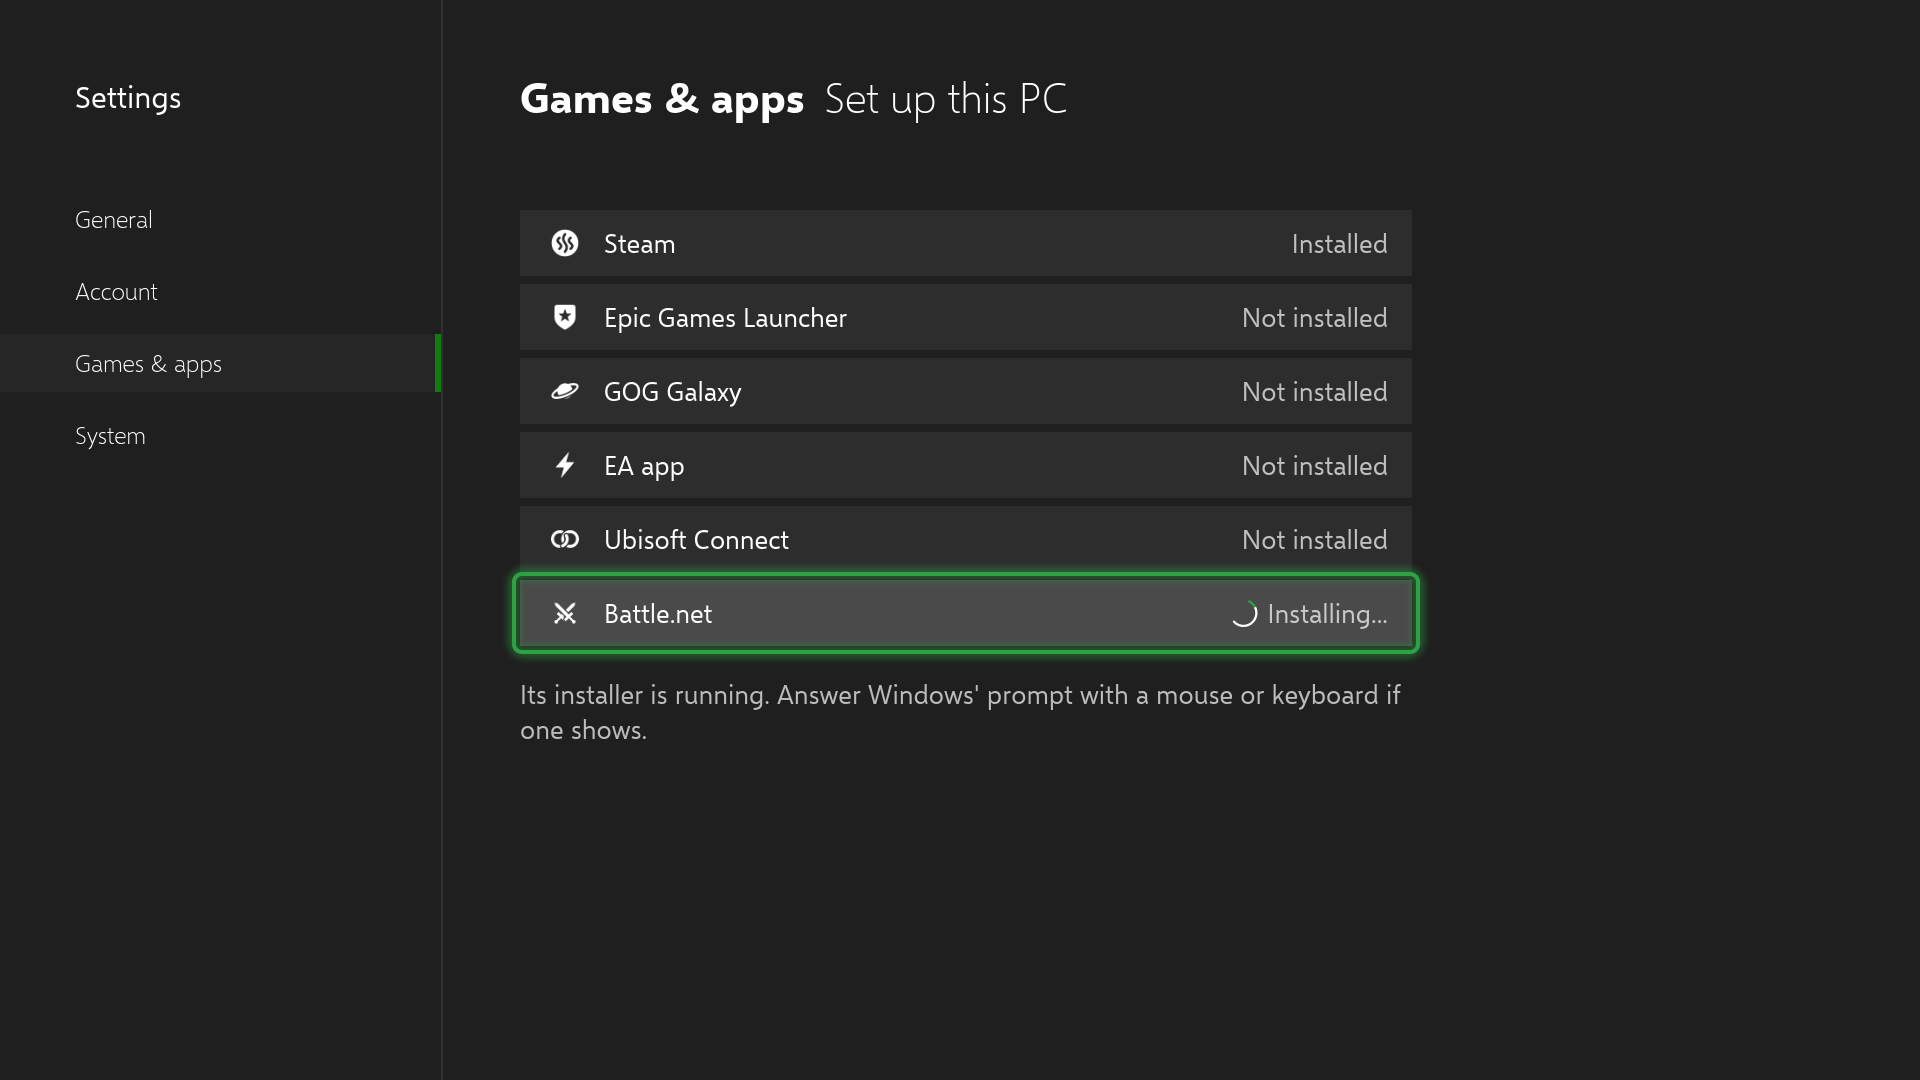 Settings
General
Account
Games & apps
System
Games & apps Set up this PC
Steam Installed
Epic Games Launcher Not installed
GOG Galaxy Not installed
EA app Not installed
Ubisoft Connect Not installed
Battle.net Installing...
Its installer is running. Answer Windows' prompt with a mouse or keyboard if
one shows.